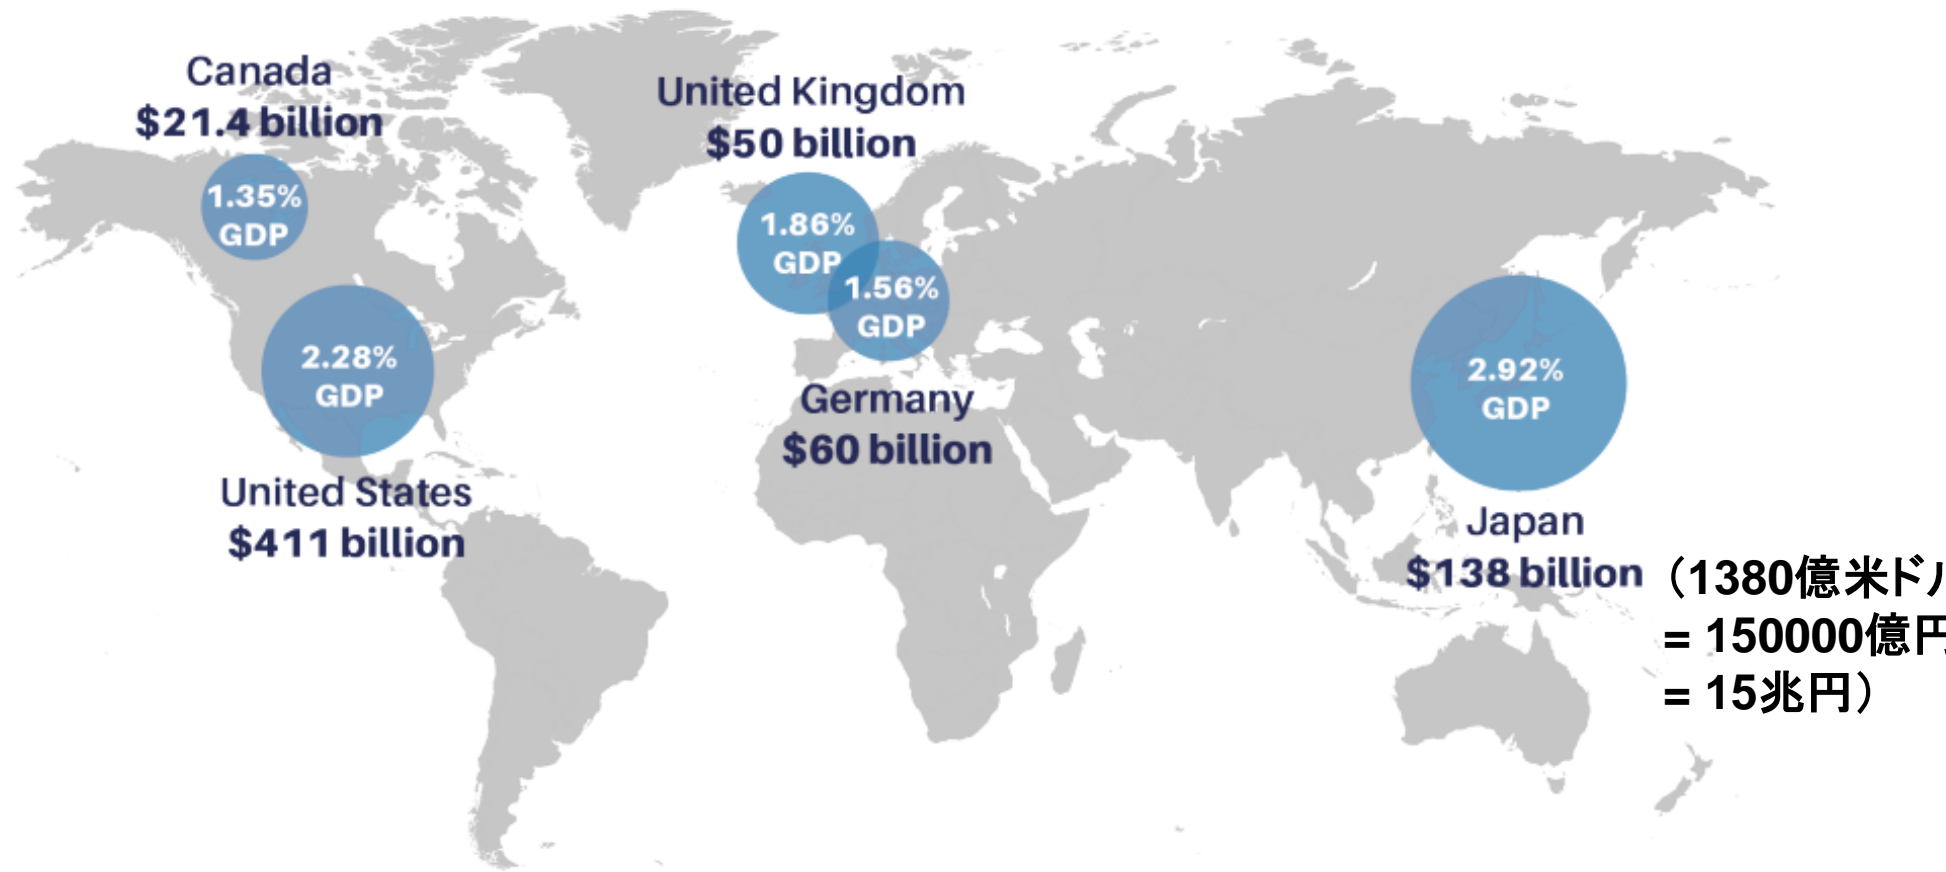 Canada
$21.4 billion
1.35%
GDP
United Kingdom
$50 billion
1.86%
GDP
1.56%
GDP
Germany
$60 billion
2.28%
GDP
United States
$411 billion
2.92%
GDP
Japan
$138 billion
（1380億米ド
= 150000億円
= 15兆円）